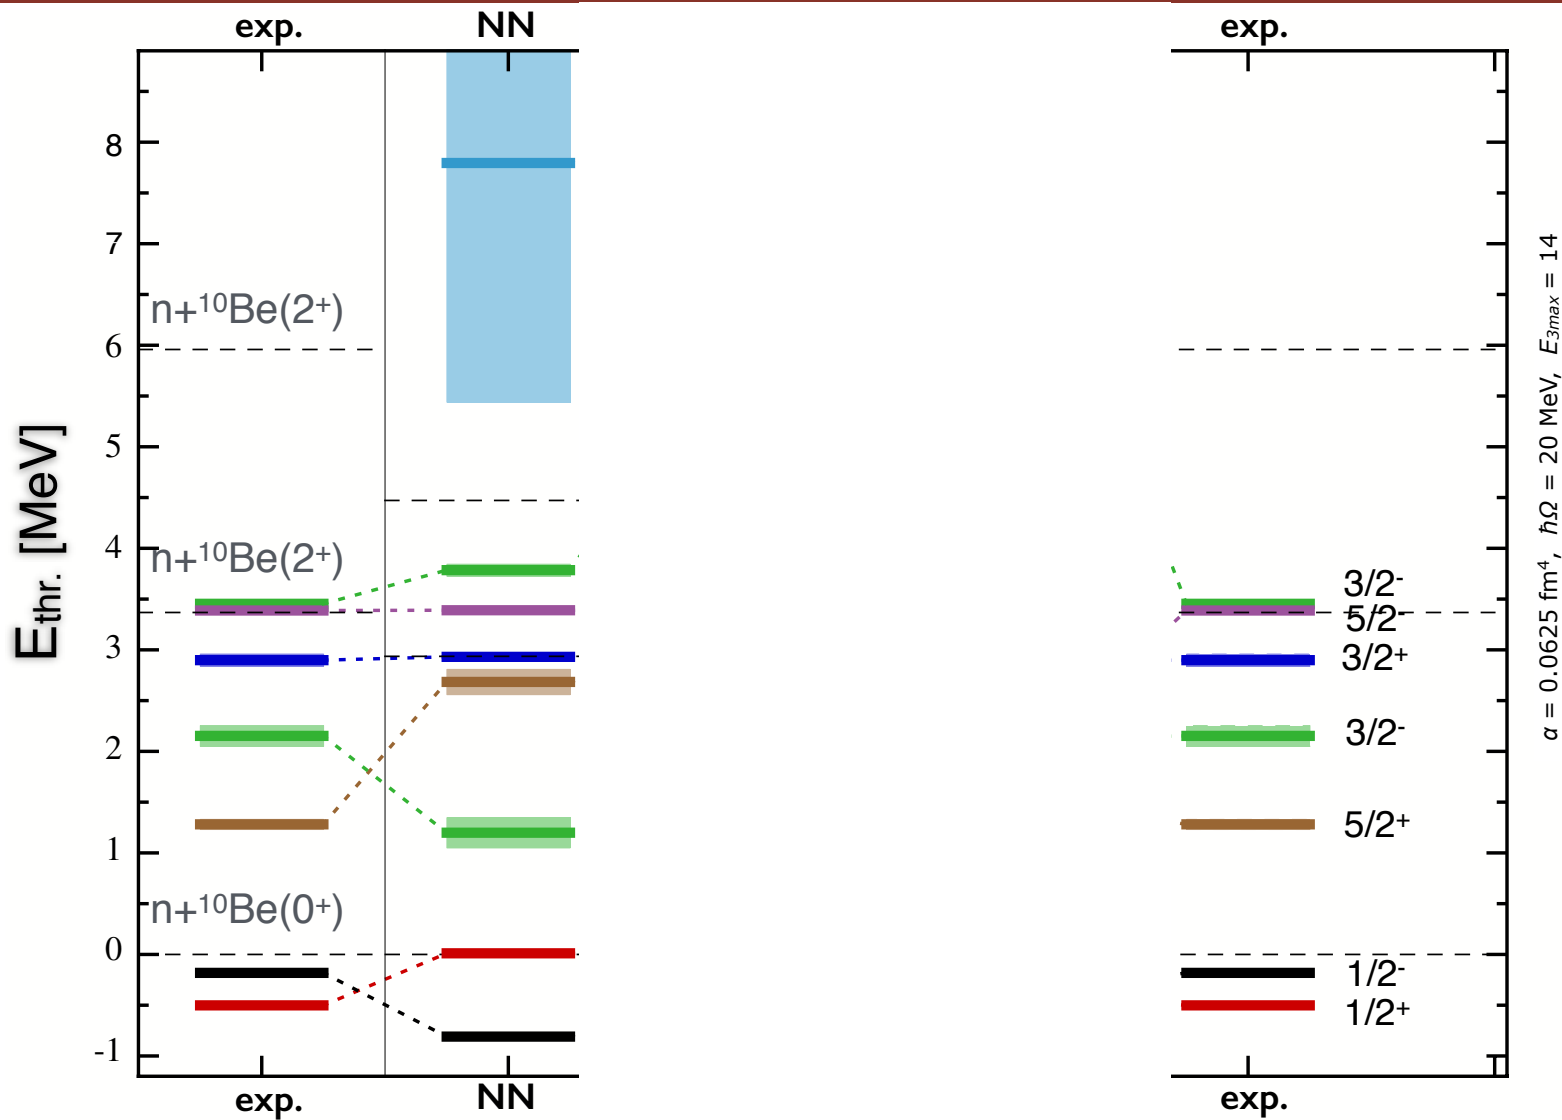 exp. NN exp.
8
7
n+¹⁰Be(2⁺)
6
5
4
n+¹⁰Be(2⁺)
3
2
1
n+¹⁰Be(0⁺)
0
-1
Eₜₕᵣ. [MeV]
3/2⁻
5/2⁻
3/2⁺
3/2⁻
5/2⁺
1/2⁻
1/2⁺
exp. NN exp.
α = 0.0625 fm⁴, ℏΩ = 20 MeV, E₃ₘₐₓ = 14